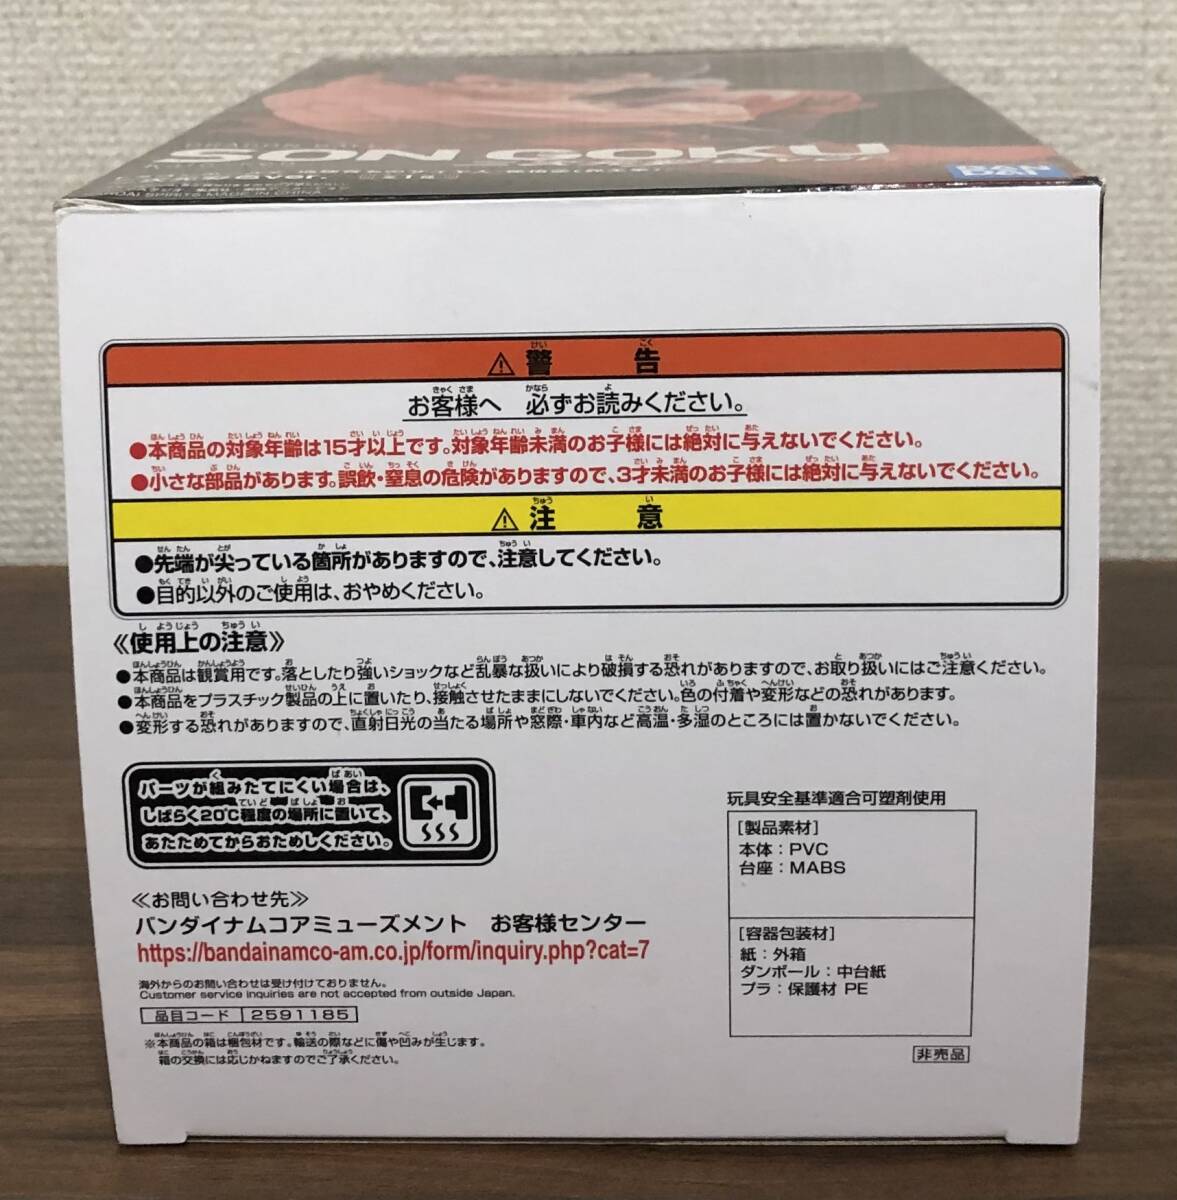 SON GOKU
BAN
DAI
⚠警告
お客様へ 必ずお読みください。
●本商品の対象年齢は15才以上です。対象年齢未満のお子様には絶対に与えないでください。
●小さな部品があります。誤飲・窒息の危険がありますので、3才未満のお子様には絶対に与えないでください。
⚠注意
●先端が尖っている箇所がありますので、注意してください。
●目的以外のご使用は、おやめください。
《使用上の注意》
●本商品は観賞用です。落としたり強いショックなど乱暴な扱いにより破損する恐れがありますので、お取り扱いにはご注意ください。
●本商品をプラスチック製品の上に置いたり、接触させたままにしないでください。色の付着や変形などの恐れがあります。
●変形する恐れがありますので、直射日光の当たる場所や窓際・車内など高温・多湿のところには置かないでください。
パーツが組みたてにくい場合は、
しばらく20℃程度の場所に置いて、
あたためてからおためしください。
玩具安全基準適合可塑剤使用
[製品素材]
本体：PVC
台座：MABS
[容器包装材]
紙：外箱
ダンボール：中台紙
プラ：保護材 PE
非売品
≪お問い合わせ先≫
バンダイナムコアミューズメント お客様センター
https://bandainamco-am.co.jp/form/inquiry.php?cat=7
海外からのお問い合わせは受け付けておりません。
Customer service inquiries are not accepted from outside Japan.
品目コード 2591185
※本商品の箱は梱包材です。輸送の際などに傷や凹みが生じます。
箱の交換には応じかねますのでご了承ください。